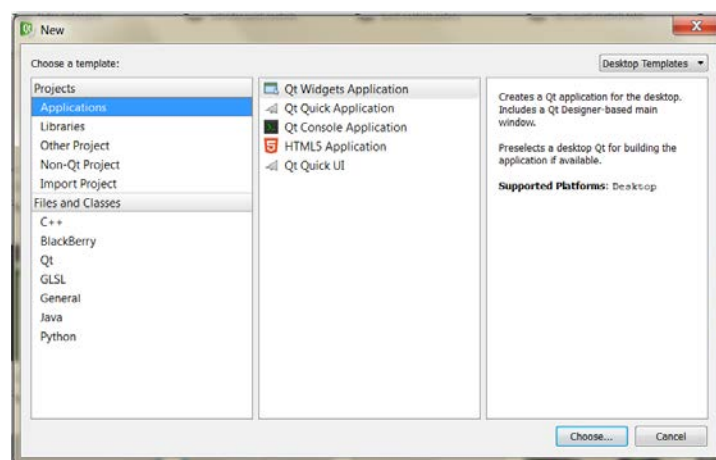 New
Choose a template:
Desktop Templates
Projects
Applications
Libraries
Other Project
Non-Qt Project
Import Project
Files and Classes
C++
BlackBerry
Qt
GLSL
General
Java
Python
Qt Widgets Application
Qt Quick Application
Qt Console Application
HTML5 Application
Qt Quick UI
Creates a Qt application for the desktop.
Includes a Qt Designer-based main
window.
Preselects a desktop Qt for building the
application if available.
Supported Platforms: Desktop
Choose...
Cancel